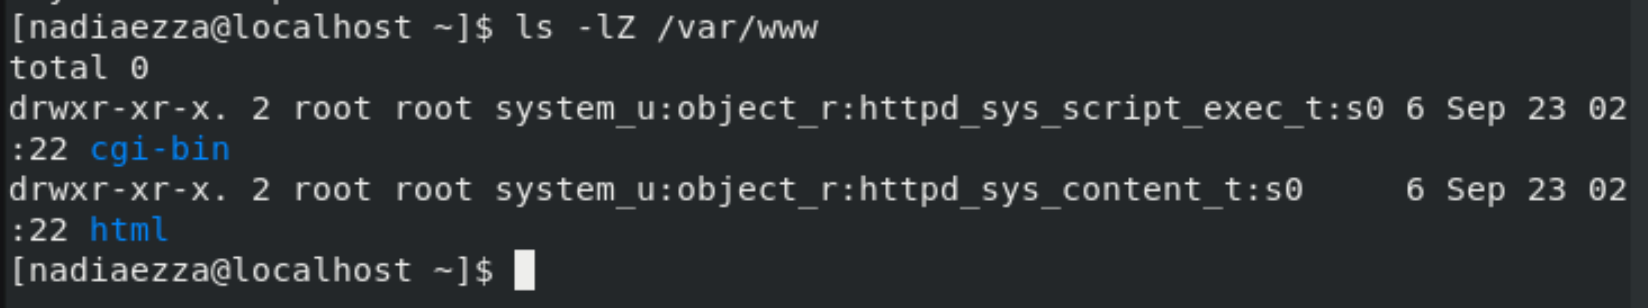 [nadiaezza@localhost ~]$ ls -lZ /var/www
total 0
drwxr-xr-x. 2 root root system_u:object_r:httpd_sys_script_exec_t:s0 6 Sep 23 02
:22 cgi-bin
drwxr-xr-x. 2 root root system_u:object_r:httpd_sys_content_t:s0     6 Sep 23 02
:22 html
[nadiaezza@localhost ~]$